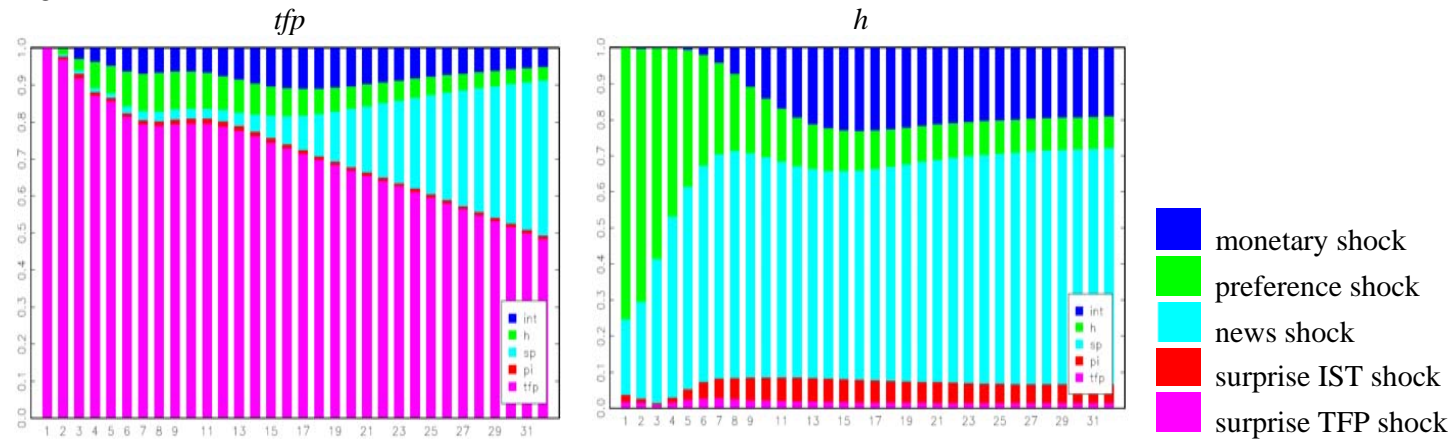 tfp
h
0.0 0.1 0.2 0.3 0.4 0.5 0.6 0.7 0.8 0.9 1.0
int
h
sp
pi
tfp
1 2 3 4 5 6 7 8 9 11 13 15 17 19 21 23 25 27 29 31
0.0 0.1 0.2 0.3 0.4 0.5 0.6 0.7 0.8 0.9 1.0
int
h
sp
pi
tfp
1 2 3 4 5 6 7 8 9 11 13 15 17 19 21 23 25 27 29 31
monetary shock
preference shock
news shock
surprise IST shock
surprise TFP shock